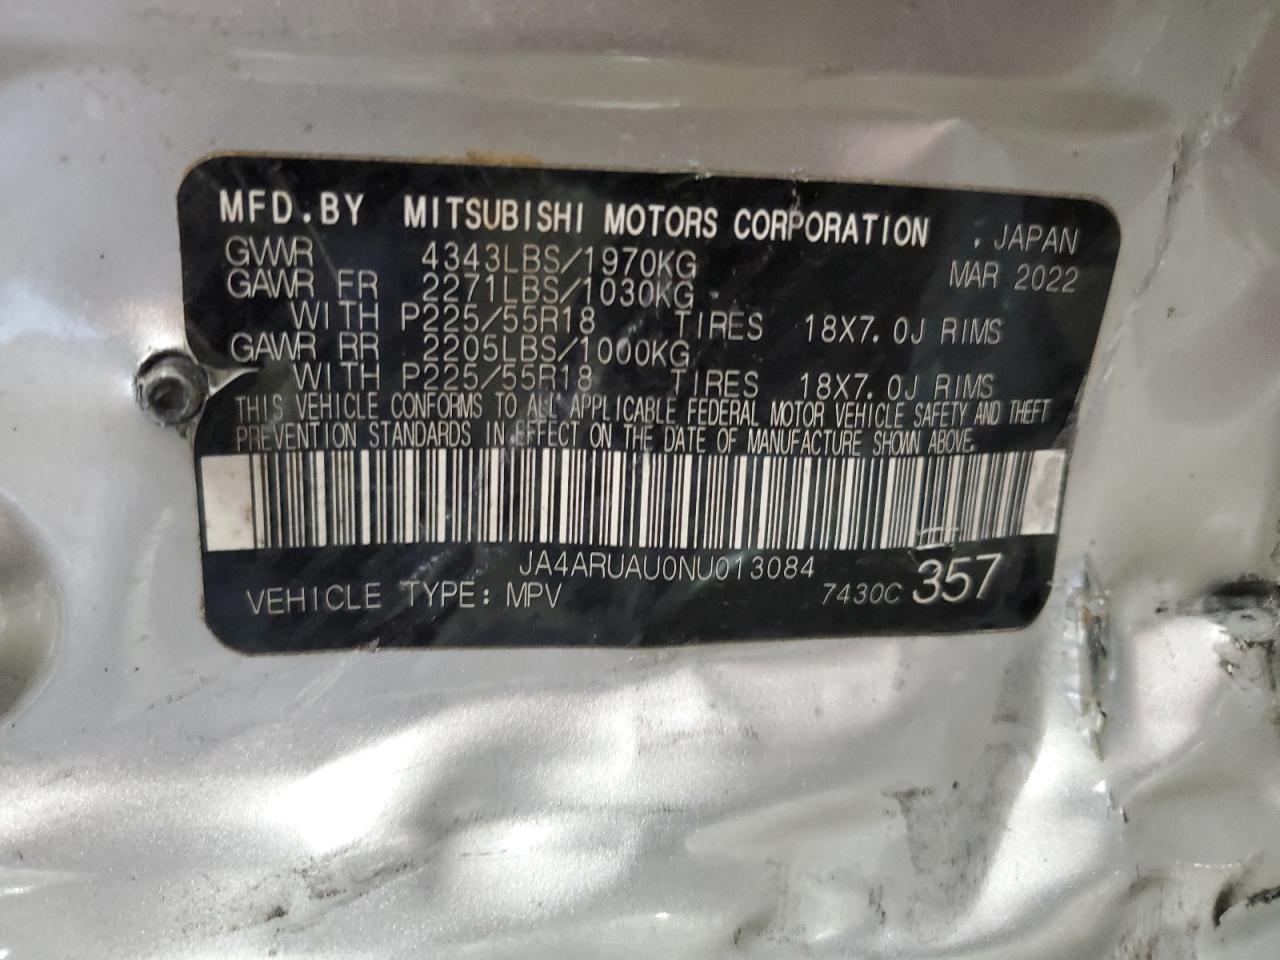 MFD.BY MITSUBISHI MOTORS CORPORATION , JAPAN
GVWR 4343LBS/1970KG MAR 2022
GAWR FR 2271LBS/1030KG
WITH P225/55R18 TIRES 18X7.0J RIMS
GAWR RR 2205LBS/1000KG
WITH P225/55R18 TIRES 18X7.0J RIMS
THIS VEHICLE CONFORMS TO ALL APPLICABLE FEDERAL MOTOR VEHICLE SAFETY AND THEFT
PREVENTION STANDARDS IN EFFECT ON THE DATE OF MANUFACTURE SHOWN ABOVE.
JA4ARUAU0NU013084
VEHICLE TYPE: MPV 7430C 357